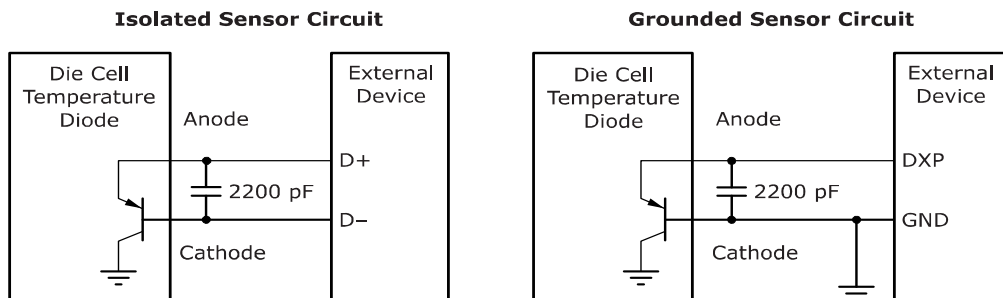 Isolated Sensor Circuit
Die Cell
Temperature
Diode
Anode
External
Device
D+
2200 pF
D−
Cathode
Grounded Sensor Circuit
Die Cell
Temperature
Diode
Anode
External
Device
DXP
2200 pF
GND
Cathode